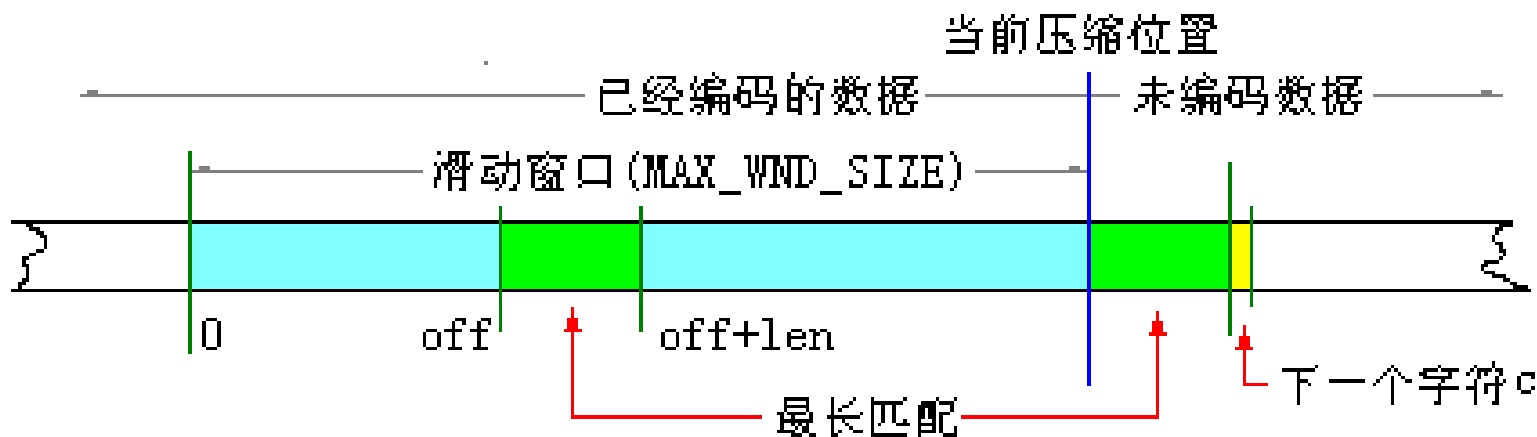 当前压缩位置
已经编码的数据
未编码数据
滑动窗口(MAX_WND_SIZE)
0
off
off+len
下一个字符c
最长匹配